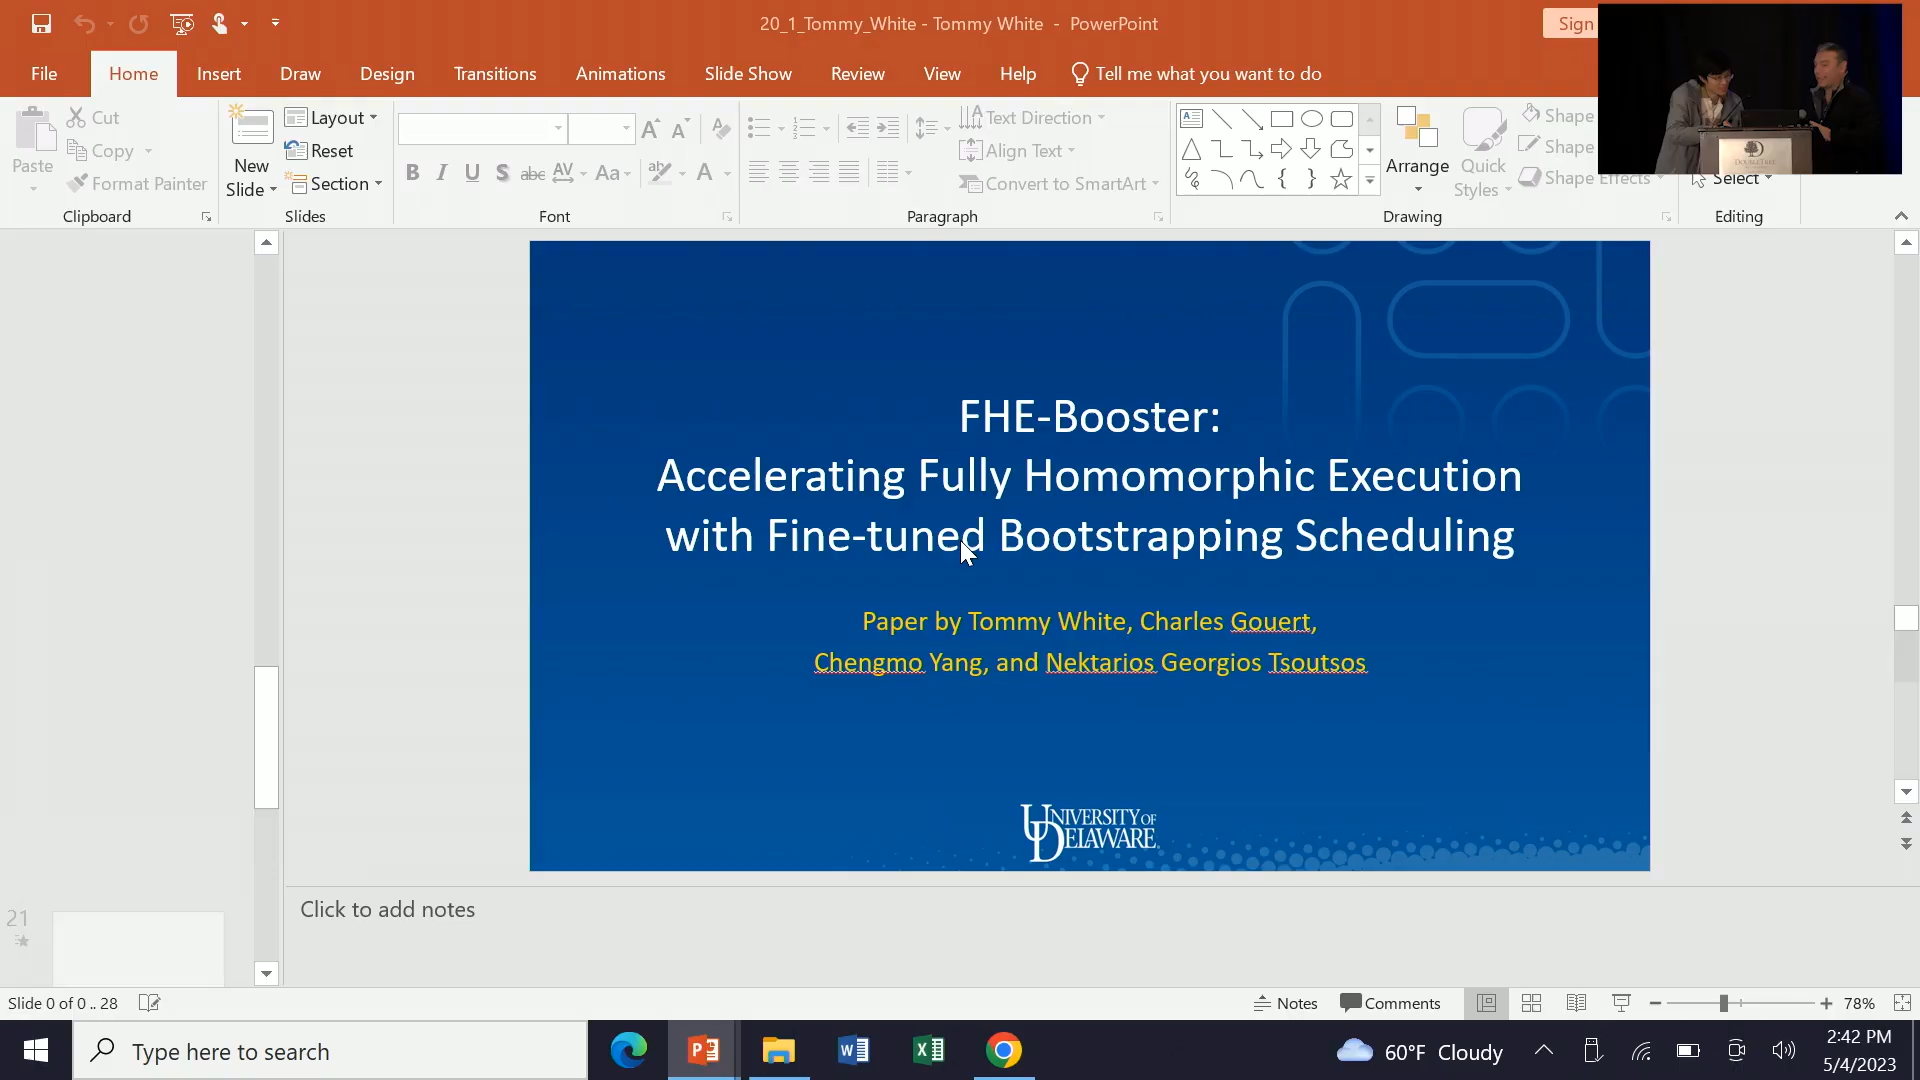 20_1_Tommy_White - Tommy White - PowerPoint
Sign
File Home Insert Draw Design Transitions Animations Slide Show Review View Help Tell me what you want to do
Paste
Cut
Copy
Format Painter
Clipboard
New
Slide
Layout
Reset
Section
Slides
B I U S abc AV Aa A
Font
Text Direction
Align Text
Convert to SmartArt
Paragraph
Arrange
Quick
Styles
Shape
Shape
Shape Effects
Drawing
Select
Editing
DOUBLETREE
FHE-Booster:
Accelerating Fully Homomorphic Execution
with Fine-tuned Bootstrapping Scheduling
Paper by Tommy White, Charles Gouert,
Chengmo Yang, and Nektarios Georgios Tsoutsos
UNIVERSITY OF
DELAWARE
21
Click to add notes
Slide 0 of 0 .. 28
Notes
Comments
78%
Type here to search
60°F Cloudy
2:42 PM
5/4/2023